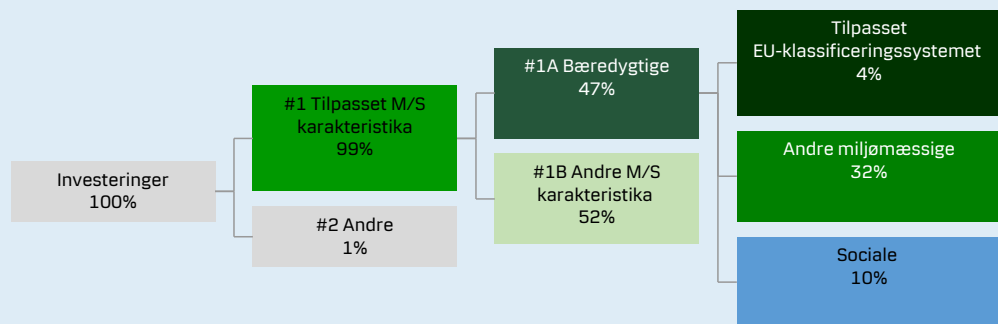 Investeringer
100%
#1 Tilpasset M/S
karakteristika
99%
#2 Andre
1%
#1A Bæredygtige
47%
#1B Andre M/S
karakteristika
52%
Tilpasset
EU-klassificeringssystemet
4%
Andre miljømæssige
32%
Sociale
10%